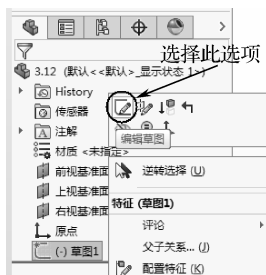 选择此选项
3.12 (默认<<默认>_显示状态 1>)
History
传感器
注解
编辑草图
材质 <未指定>
前视基准面
逆转选择 (U)
上视基准面
特征 (草图1)
右视基准面
评论
原点
父子关系... (J)
(-) 草图1
配置特征 (K)